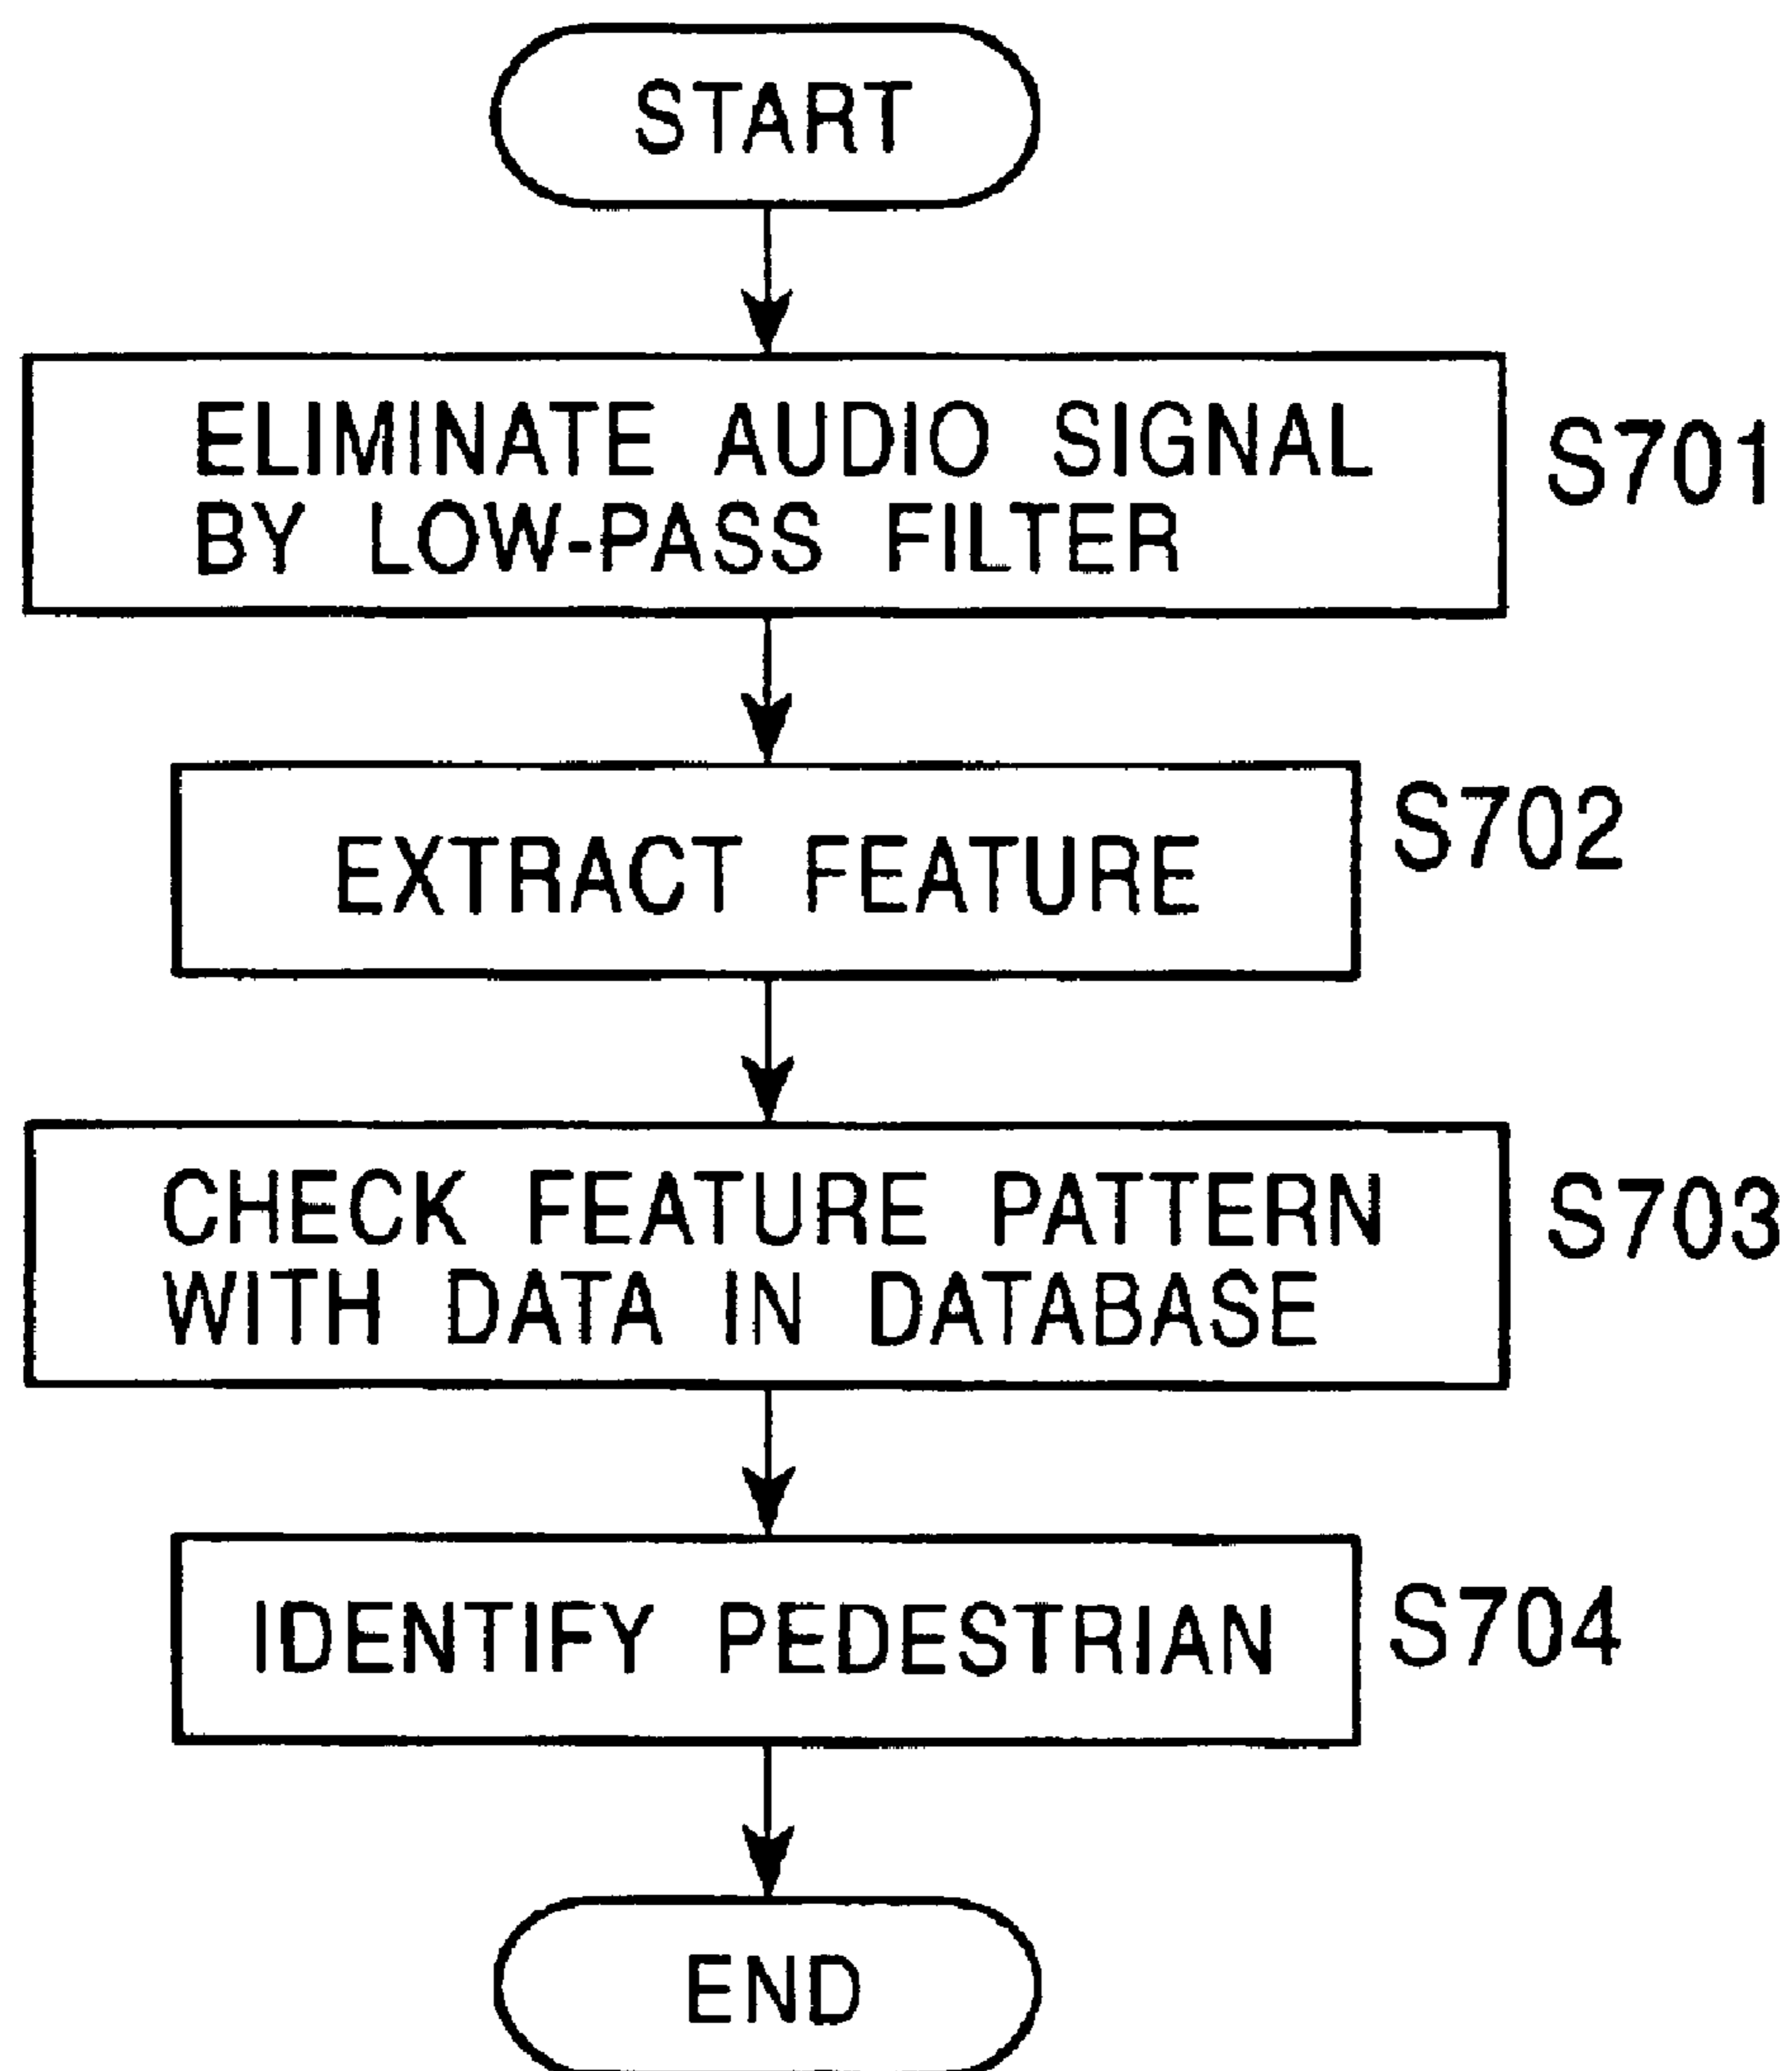 START
ELIMINATE AUDIO SIGNAL
BY LOW-PASS FILTER
S701
EXTRACT FEATURE
S702
CHECK FEATURE PATTERN
WITH DATA IN DATABASE
S703
IDENTIFY PEDESTRIAN
S704
END